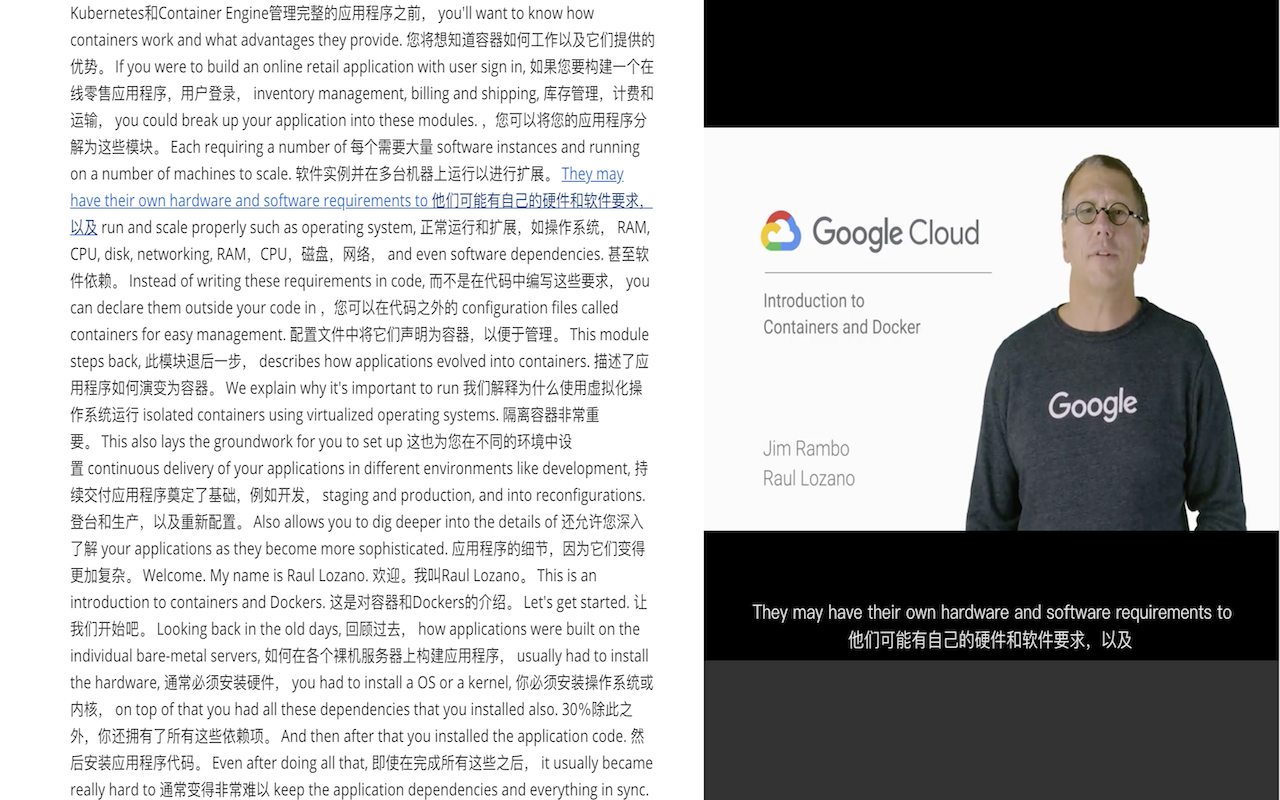 Kubernetes和Container Engine管理完整的应用程序之前， you'll want to know how
containers work and what advantages they provide. 您将想知道容器如何工作以及它们提供的
优势。 If you were to build an online retail application with user sign in, 如果您要构建一个在
线零售应用程序，用户登录， inventory management, billing and shipping, 库存管理，计费和
运输， you could break up your application into these modules. ，您可以将您的应用程序分
解为这些模块。 Each requiring a number of 每个需要大量 software instances and running
on a number of machines to scale. 软件实例并在多台机器上运行以进行扩展。 They may
have their own hardware and software requirements to 他们可能有自己的硬件和软件要求，
以及 run and scale properly such as operating system, 正常运行和扩展，如操作系统， RAM,
CPU, disk, networking, RAM，CPU，磁盘，网络， and even software dependencies. 甚至软
件依赖。 Instead of writing these requirements in code, 而不是在代码中编写这些要求， you
can declare them outside your code in ，您可以在代码之外的 configuration files called
containers for easy management. 配置文件中将它们声明为容器，以便于管理。 This module
steps back, 此模块退后一步， describes how applications evolved into containers. 描述了应
用程序如何演变为容器。 We explain why it's important to run 我们解释为什么使用虚拟化操
作系统运行 isolated containers using virtualized operating systems. 隔离容器非常重
要。 This also lays the groundwork for you to set up 这也为您在不同的环境中设
置 continuous delivery of your applications in different environments like development, 持
续交付应用程序奠定了基础，例如开发， staging and production, and into reconfigurations.
登台和生产，以及重新配置。 Also allows you to dig deeper into the details of 还允许您深入
了解 your applications as they become more sophisticated. 应用程序的细节，因为它们变得
更加复杂。 Welcome. My name is Raul Lozano. 欢迎。我叫Raul Lozano。 This is an
introduction to containers and Dockers. 这是对容器和Dockers的介绍。 Let's get started. 让
我们开始吧。 Looking back in the old days, 回顾过去， how applications were built on the
individual bare-metal servers, 如何在各个裸机服务器上构建应用程序， usually had to install
the hardware, 通常必须安装硬件， you had to install a OS or a kernel, 你必须安装操作系统或
内核， on top of that you had all these dependencies that you installed also. 30%除此之
外，你还拥有了所有这些依赖项。 And then after that you installed the application code. 然
后安装应用程序代码。 Even after doing all that, 即使在完成所有这些之后， it usually became
really hard to 通常变得非常难以 keep the application dependencies and everything in sync.
Google Cloud
Introduction to
Containers and Docker
Jim Rambo
Raul Lozano
Google
They may have their own hardware and software requirements to
他们可能有自己的硬件和软件要求，以及